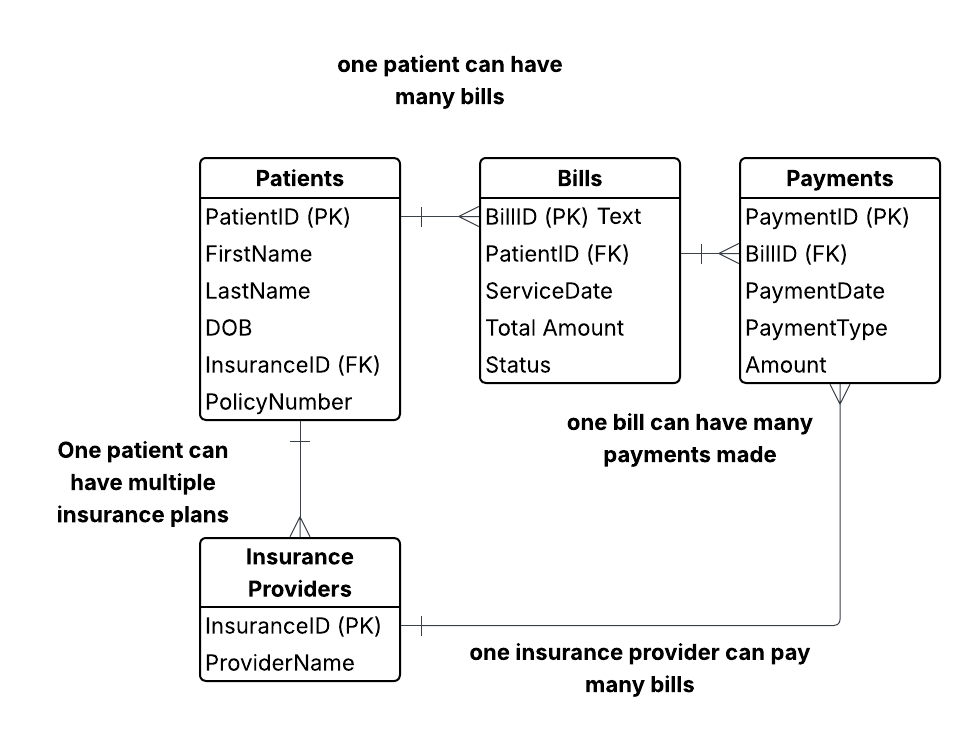 one patient can have
many bills
Patients
PatientID (PK)
FirstName
LastName
DOB
InsuranceID (FK)
PolicyNumber
Bills
BillID (PK) Text
PatientID (FK)
ServiceDate
Total Amount
Status
Payments
PaymentID (PK)
BillID (FK)
PaymentDate
PaymentType
Amount
one bill can have many
payments made
One patient can
have multiple
insurance plans
Insurance
Providers
InsuranceID (PK)
ProviderName
one insurance provider can pay
many bills